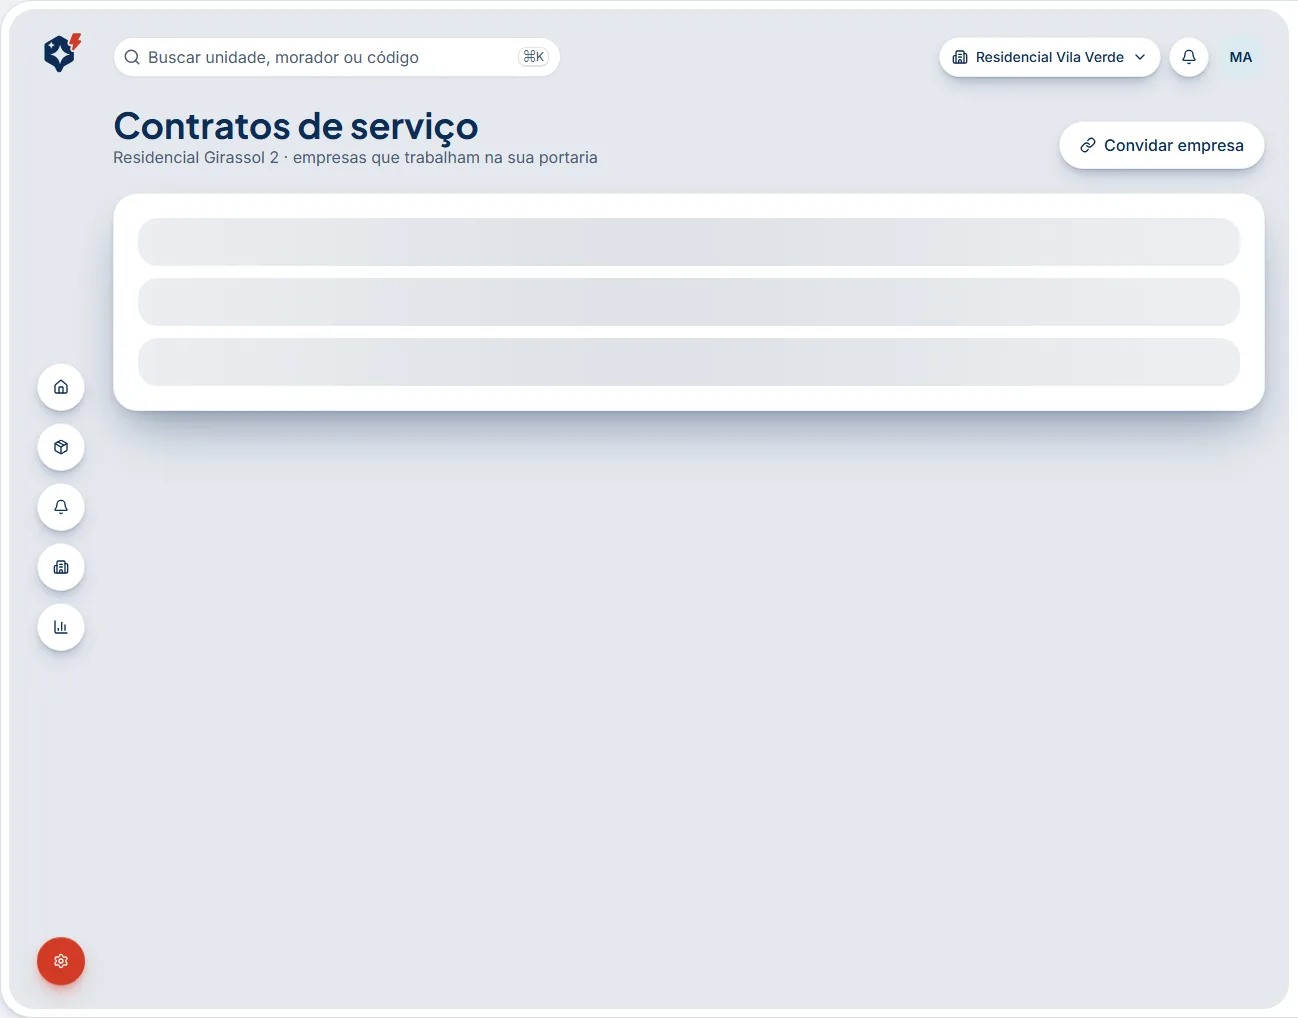 Buscar unidade, morador ou código ⌘K
Residencial Vila Verde
MA
Contratos de serviço
Residencial Girassol 2 · empresas que trabalham na sua portaria
Convidar empresa